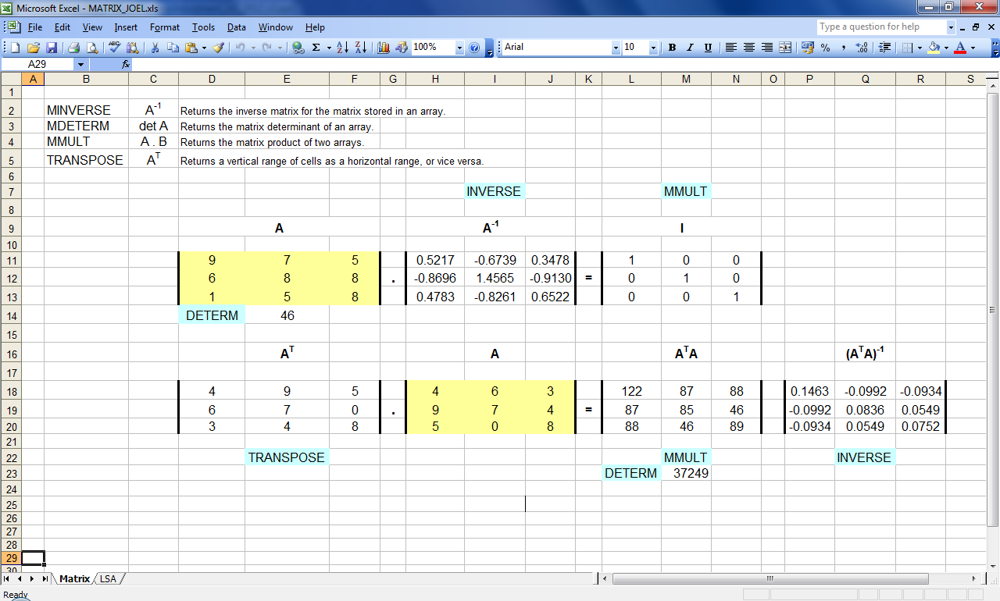 Microsoft Excel - MATRIX_JOEL.xls
File Edit View Insert Format Tools Data Window Help Type a question for help
100% Arial 10 B I U
A29 fx
A B C D E F G H I J K L M N O P Q R S
1
2 MINVERSE A-1 Returns the inverse matrix for the matrix stored in an array.
3 MDETERM det A Returns the matrix determinant of an array.
4 MMULT A . B Returns the matrix product of two arrays.
5 TRANSPOSE AT Returns a vertical range of cells as a horizontal range, or vice versa.
6
7 INVERSE MMULT
8
9 A A-1 I
10
11 9 7 5 0.5217 -0.6739 0.3478 1 0 0
12 6 8 8 . -0.8696 1.4565 -0.9130 = 0 1 0
13 1 5 8 0.4783 -0.8261 0.6522 0 0 1
14 DETERM 46
15
16 AT A ATA (ATA)-1
17
18 4 9 5 4 6 3 122 87 88 0.1463 -0.0992 -0.0934
19 6 7 0 . 9 7 4 = 87 85 46 -0.0992 0.0836 0.0549
20 3 4 8 5 0 8 88 46 89 -0.0934 0.0549 0.0752
21
22 TRANSPOSE MMULT INVERSE
23 DETERM 37249
24
25
26
27
28
29
30
Matrix LSA
Ready